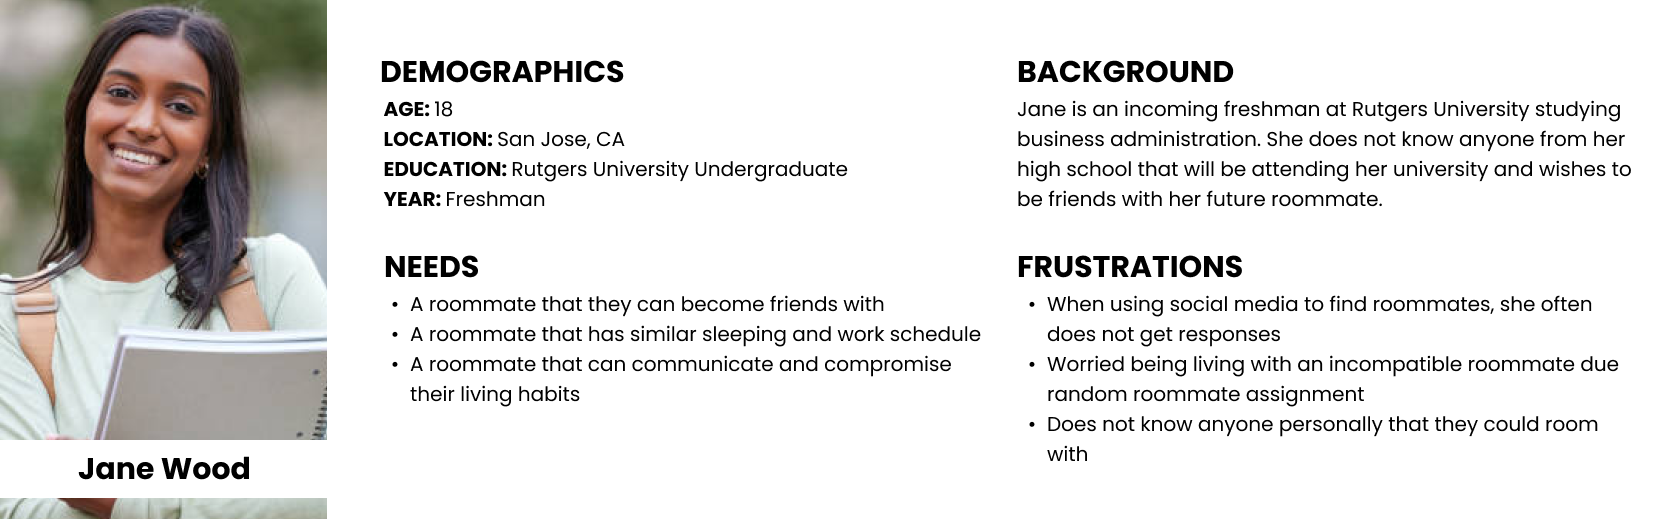 DEMOGRAPHICS
AGE: 18
LOCATION: San Jose, CA
EDUCATION: Rutgers University Undergraduate
YEAR: Freshman
NEEDS
• A roommate that they can become friends with
• A roommate that has similar sleeping and work schedule
• A roommate that can communicate and compromise
their living habits
BACKGROUND
Jane is an incoming freshman at Rutgers University studying
business administration. She does not know anyone from her
high school that will be attending her university and wishes to
be friends with her future roommate.
FRUSTRATIONS
• When using social media to find roommates, she often
does not get responses
• Worried being living with an incompatible roommate due
random roommate assignment
• Does not know anyone personally that they could room
with
Jane Wood